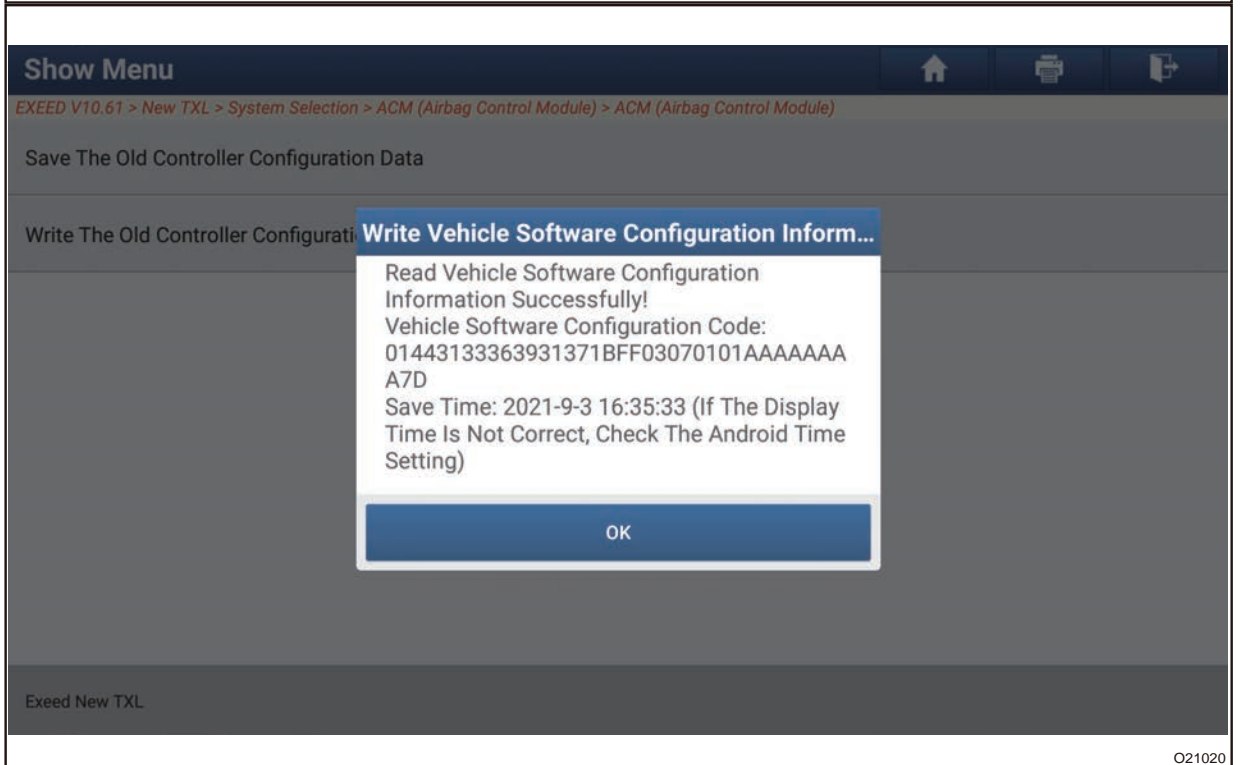 Show Menu
EXEED V10.61 > New TXL > System Selection > ACM (Airbag Control Module) > ACM (Airbag Control Module)
Save The Old Controller Configuration Data
Write The Old Controller Configurati
Write Vehicle Software Configuration Inform...
Read Vehicle Software Configuration
Information Successfully!
Vehicle Software Configuration Code:
01443133363931371BFF03070101AAAAAAA
A7D
Save Time: 2021-9-3 16:35:33 (If The Display
Time Is Not Correct, Check The Android Time
Setting)
OK
Exeed New TXL
O21020